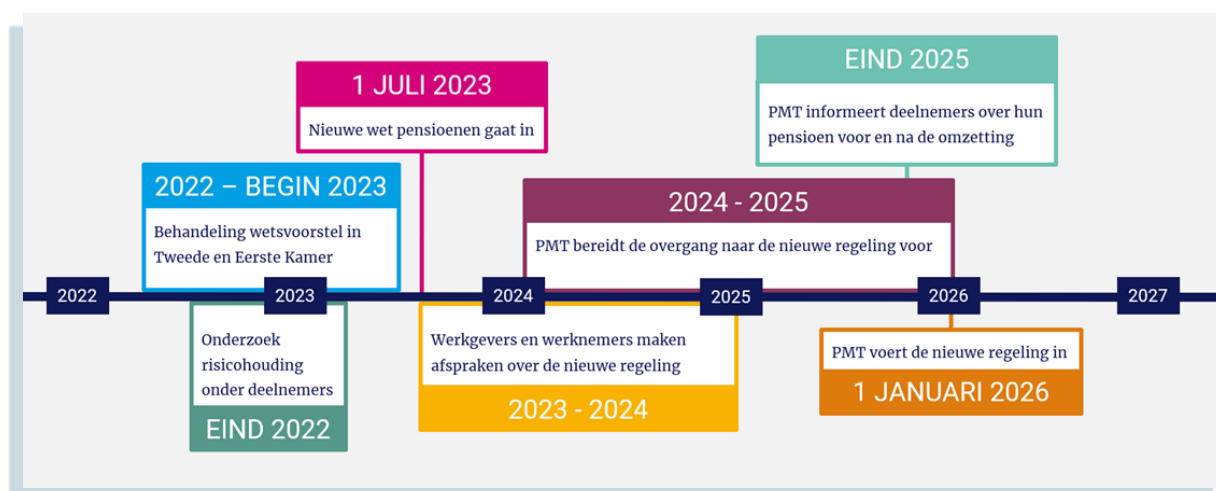 EIND 2025
PMT informeert deelnemers over hun
pensioen voor en na de omzetting
1 JULI 2023
Nieuwe wet pensioenen gaat in
2022 – BEGIN 2023
Behandeling wetsvoorstel in
Tweede en Eerste Kamer
2024 - 2025
PMT bereidt de overgang naar de nieuwe regeling voor
2022
2023
2024
2025
2026
2027
Onderzoek
risicohouding
onder deelnemers
EIND 2022
Werkgevers en werknemers maken
afspraken over de nieuwe regeling
2023 - 2024
PMT voert de nieuwe regeling in
1 JANUARI 2026